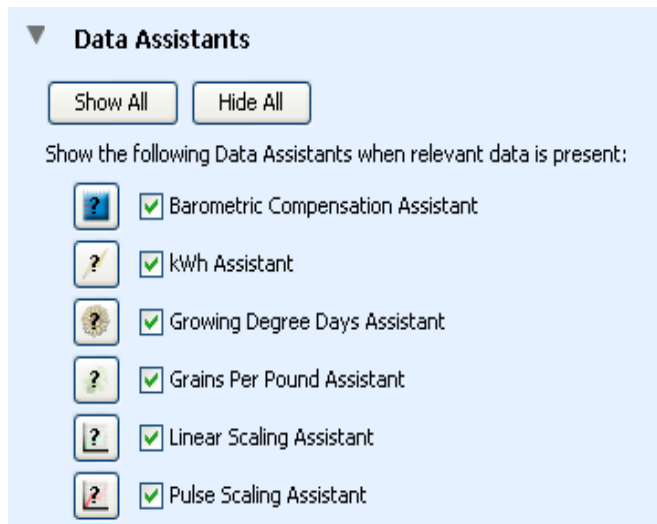 Data Assistants
Show All Hide All
Show the following Data Assistants when relevant data is present:
? Barometric Compensation Assistant
? kWh Assistant
? Growing Degree Days Assistant
? Grains Per Pound Assistant
? Linear Scaling Assistant
? Pulse Scaling Assistant